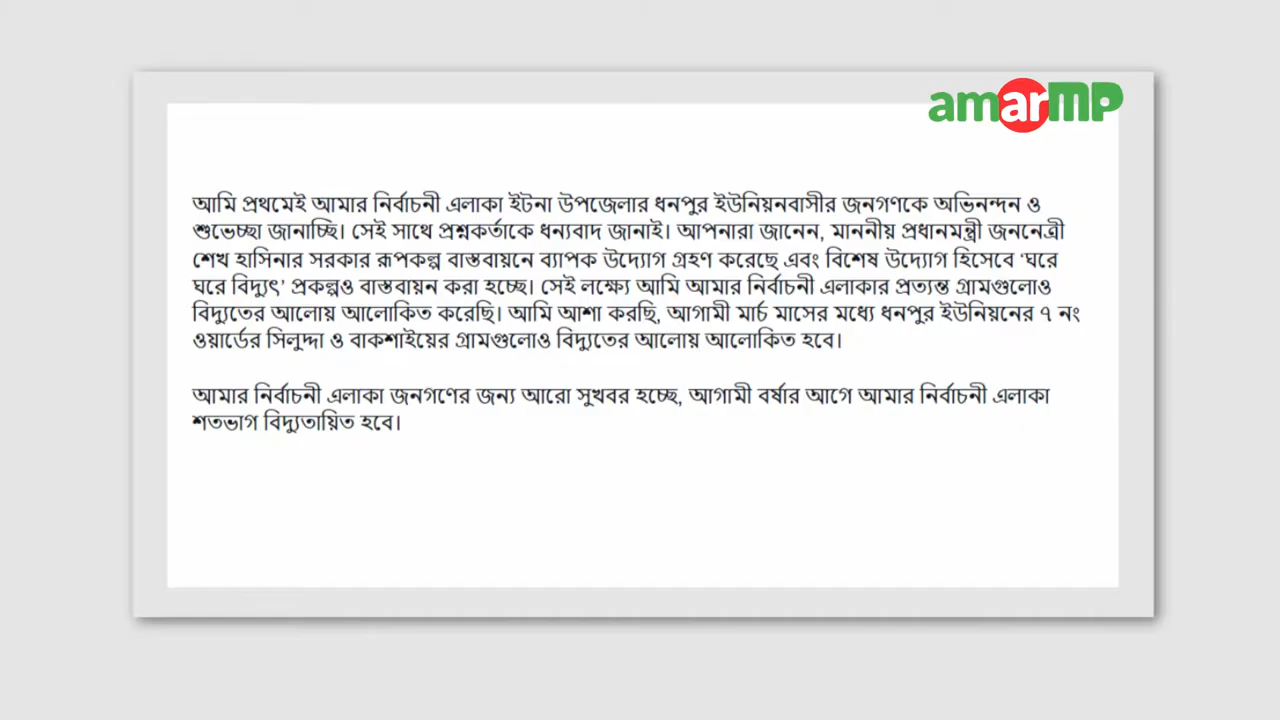 amarMP
আমি প্রথমেই আমার নির্বাচনী এলাকা ইটনা উপজেলার ধনপুর ইউনিয়নবাসীর জনগণকে অভিনন্দন ও
শুভেচ্ছা জানাচ্ছি। সেই সাথে প্রশ্নকর্তাকে ধন্যবাদ জানাই। আপনারা জানেন, মাননীয় প্রধানমন্ত্রী জননেত্রী
শেখ হাসিনার সরকার রূপকল্প বাস্তবায়নে ব্যাপক উদ্যোগ গ্রহণ করেছে এবং বিশেষ উদ্যোগ হিসেবে ‘ঘরে
ঘরে বিদ্যুৎ’ প্রকল্পও বাস্তবায়ন করা হচ্ছে। সেই লক্ষ্যে আমি আমার নির্বাচনী এলাকার প্রত্যন্ত গ্রামগুলোও
বিদ্যুতের আলোয় আলোকিত করেছি। আমি আশা করছি, আগামী মার্চ মাসের মধ্যে ধনপুর ইউনিয়নের ৭ নং
ওয়ার্ডের সিলুদ্দা ও বাকশাইয়ের গ্রামগুলোও বিদ্যুতের আলোয় আলোকিত হবে।
আমার নির্বাচনী এলাকা জনগণের জন্য আরো সুখবর হচ্ছে, আগামী বর্ষার আগে আমার নির্বাচনী এলাকা
শতভাগ বিদ্যুতায়িত হবে।